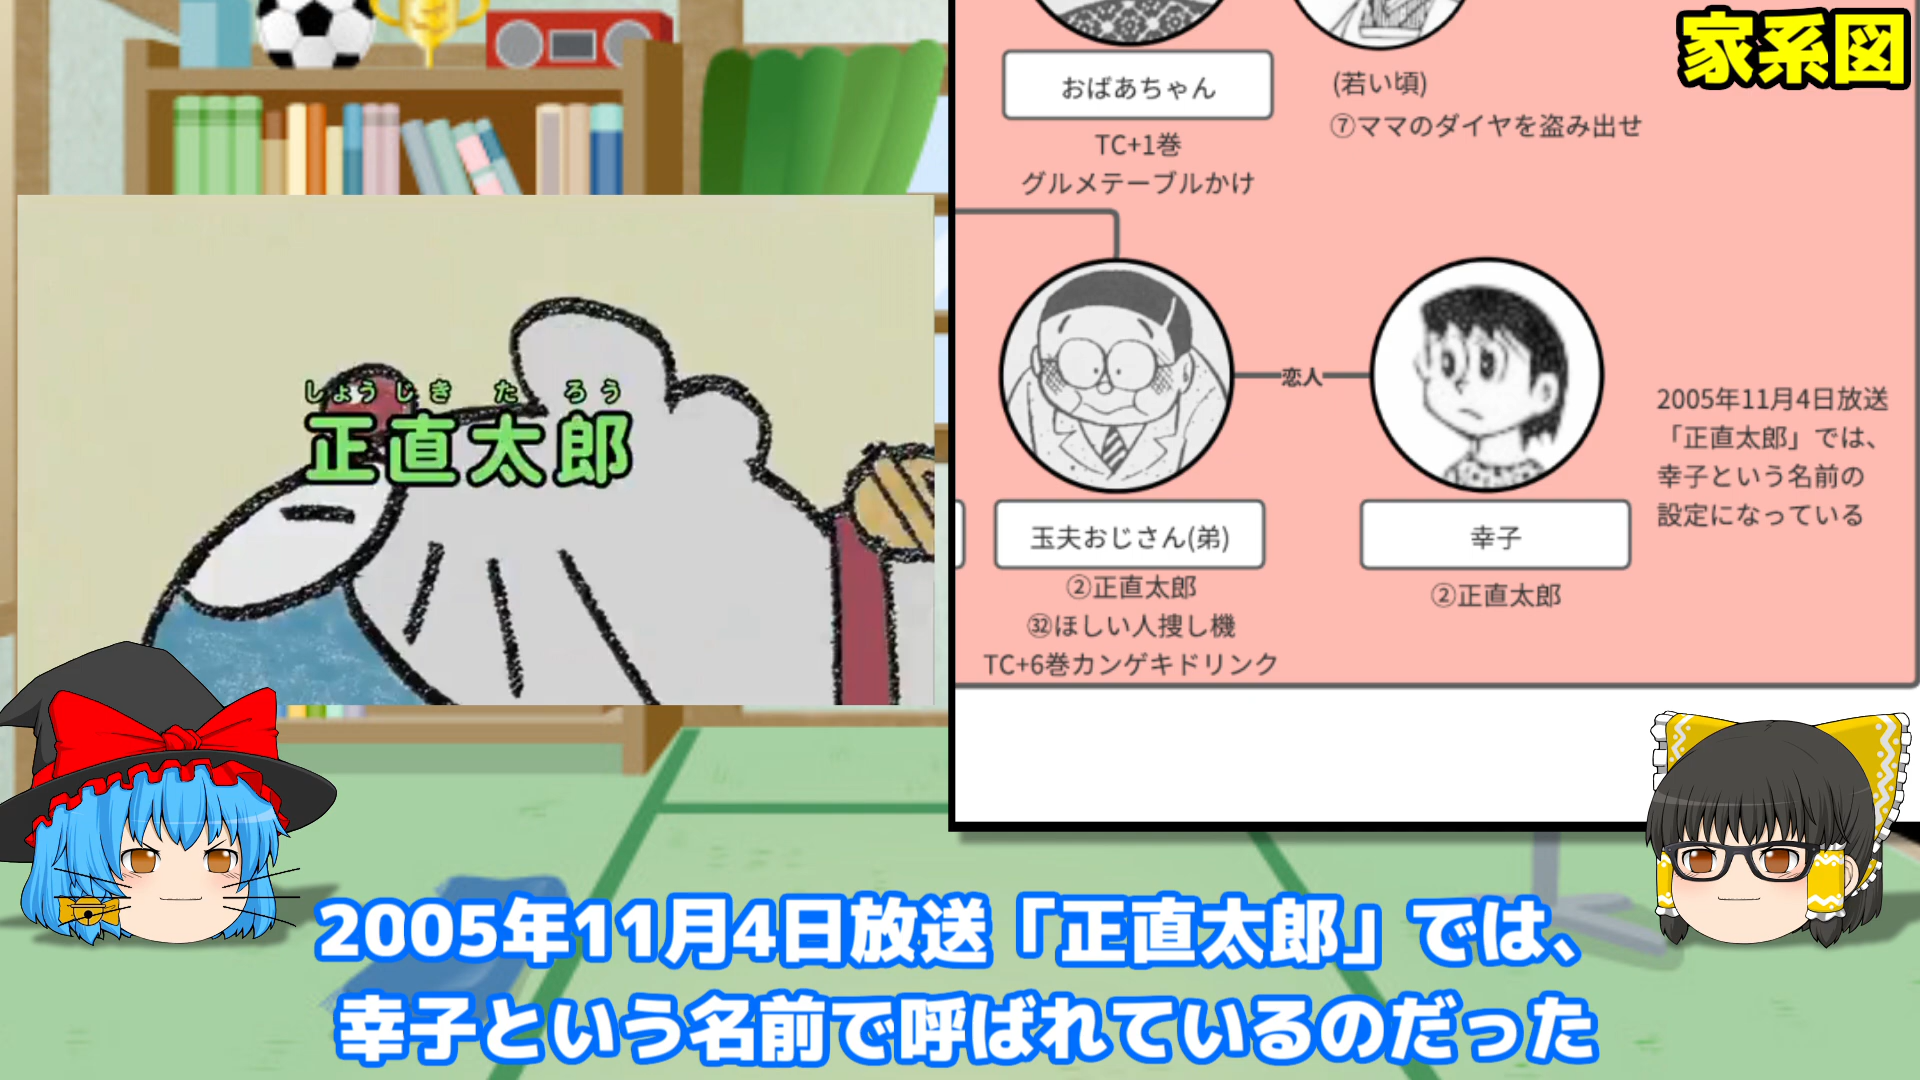 家系図
おばあちゃん
TC+1巻
グルメテーブルかけ
(若い頃)
⑦ママのダイヤを盗み出せ
しょうじきたろう
正直太郎
恋人
2005年11月4日放送
「正直太郎」では、
幸子という名前の
設定になっている
玉夫おじさん(弟)
②正直太郎
㉜ほしい人捜し機
TC+6巻カンゲキドリンク
幸子
②正直太郎
2005年11月4日放送「正直太郎」では、
幸子という名前で呼ばれているのだった